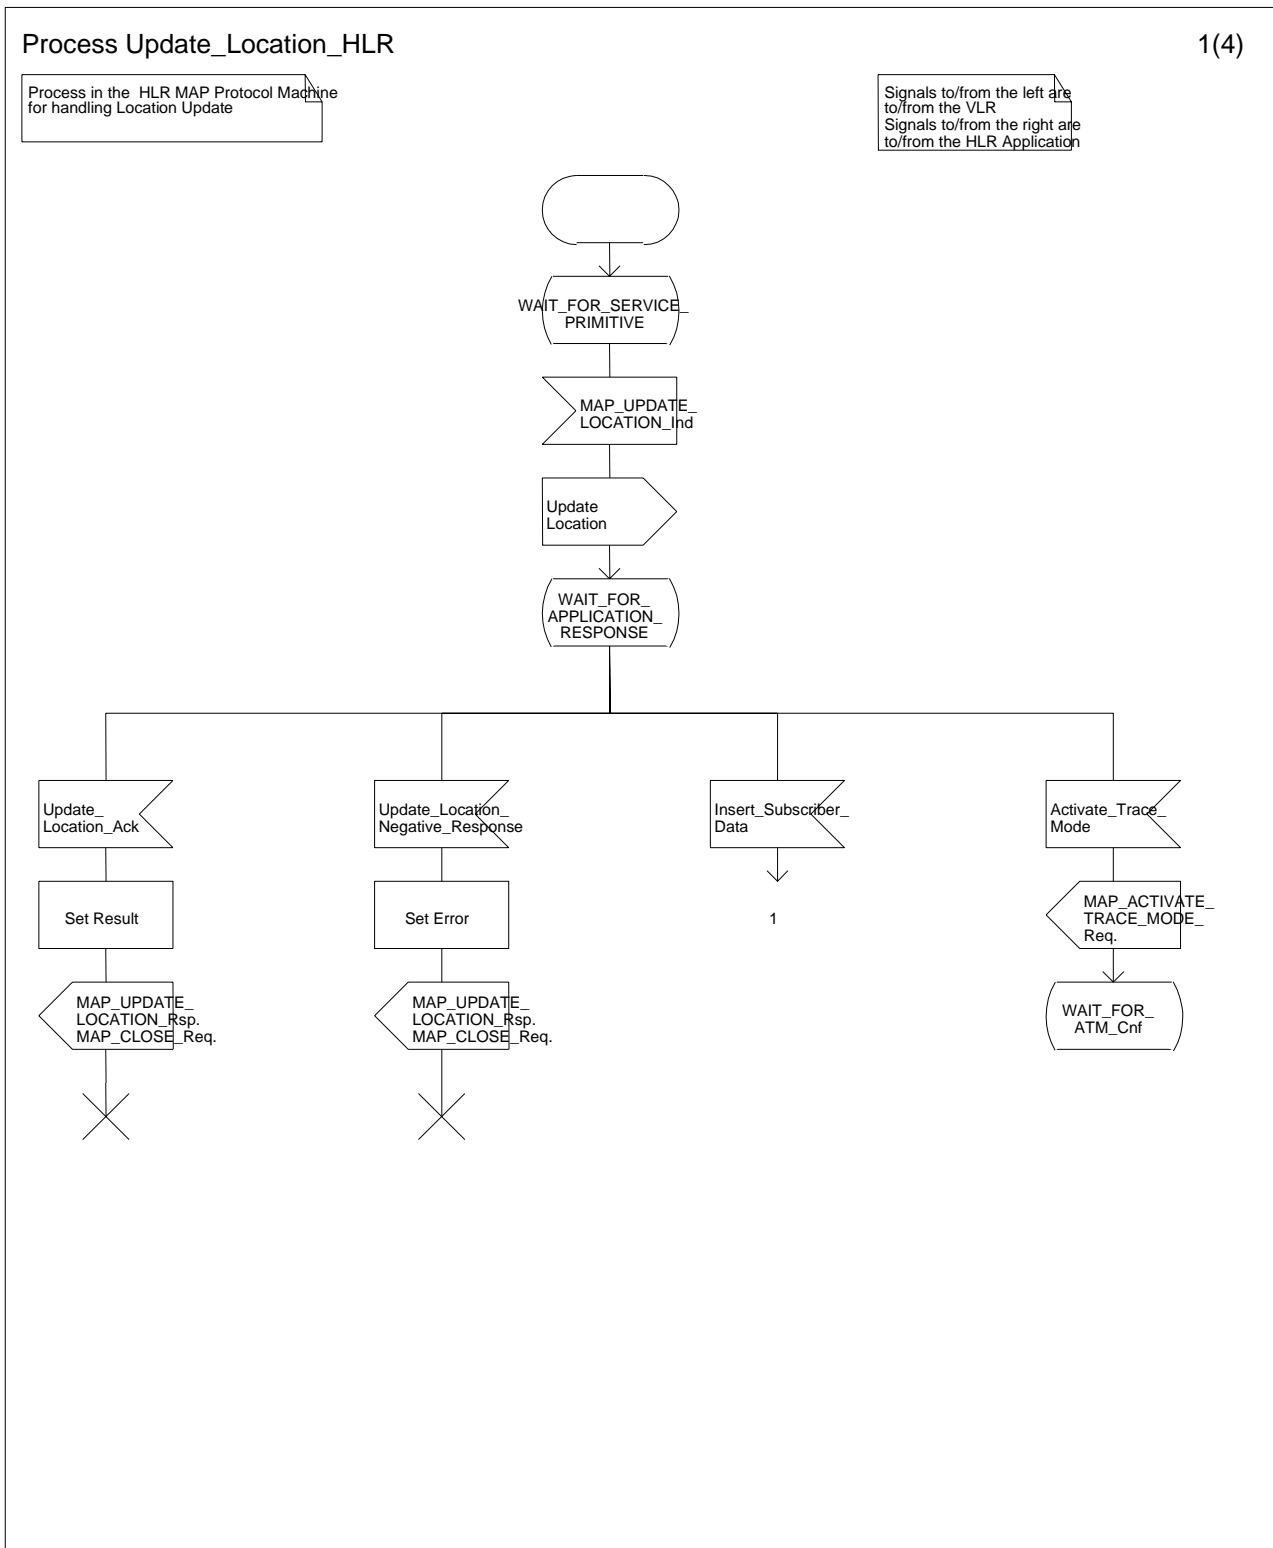 Process Update_Location_HLR
1(4)
Process in the HLR MAP Protocol Machine
for handling Location Update
Signals to/from the left are
to/from the VLR
Signals to/from the right are
to/from the HLR Application
WAIT_FOR_SERVICE_
PRIMITIVE
MAP_UPDATE_
LOCATION_Ind
Update
Location
WAIT_FOR_
APPLICATION_
RESPONSE
Update_
Location_Ack
Update_Location_
Negative_Response
Insert_Subscriber_
Data
Activate_Trace_
Mode
Set Result
Set Error
1
MAP_ACTIVATE_
TRACE_MODE_
Req.
MAP_UPDATE_
LOCATION_Rsp.
MAP_CLOSE_Req.
MAP_UPDATE_
LOCATION_Rsp.
MAP_CLOSE_Req.
WAIT_FOR_
ATM_Cnf